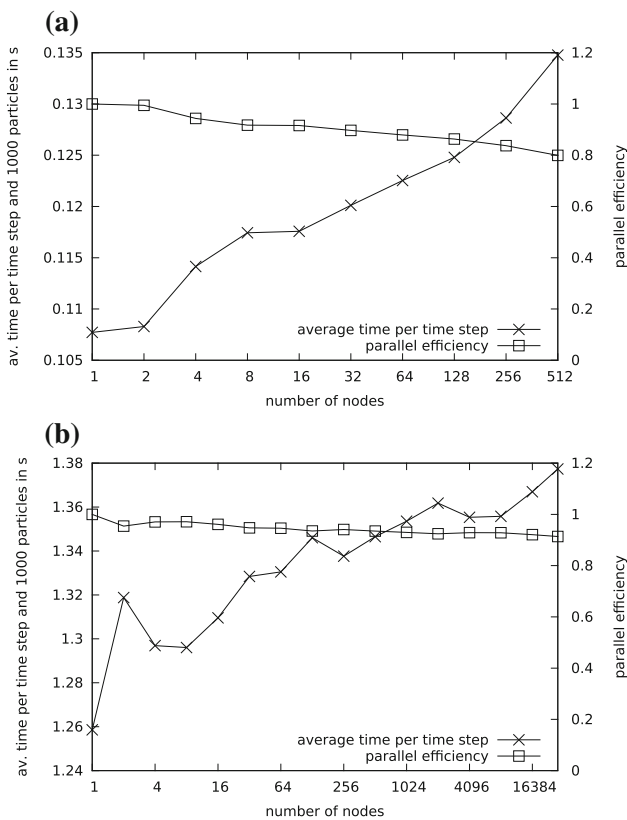 (a)
av. time per time step and 1000 particles in s
0.135
0.13
0.125
0.12
0.115
0.11
0.105
1.2
1
0.8
0.6
0.4
0.2
0
parallel efficiency
average time per time step
parallel efficiency
1 2 4 8 16 32 64 128 256 512
number of nodes
(b)
av. time per time step and 1000 particles in s
1.38
1.36
1.34
1.32
1.3
1.28
1.26
1.24
1.2
1
0.8
0.6
0.4
0.2
0
parallel efficiency
average time per time step
parallel efficiency
1 4 16 64 256 1024 4096 16384
number of nodes